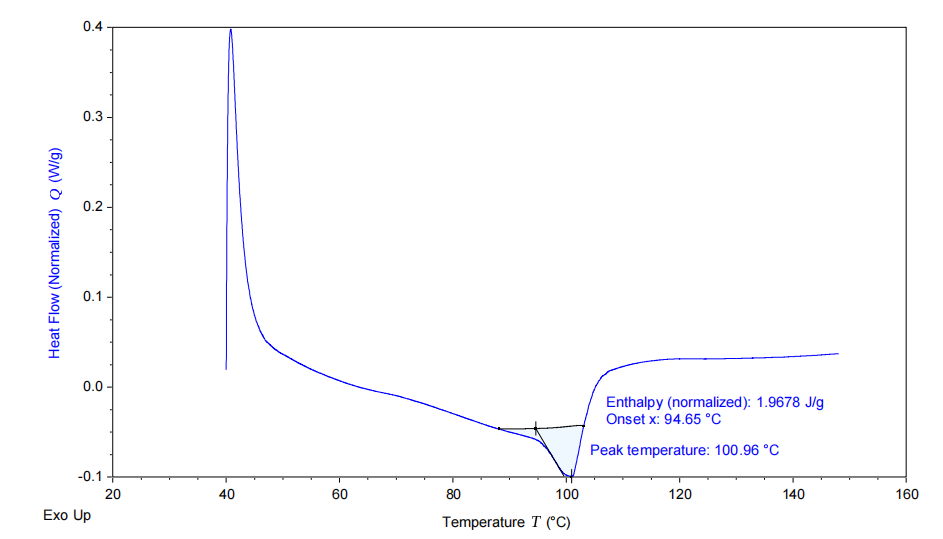 0.4
0.3
0.2
0.1
0.0
-0.1
Heat Flow (Normalized) Q (W/g)
Enthalpy (normalized): 1.9678 J/g
Onset x: 94.65 °C
Peak temperature: 100.96 °C
20 40 60 80 100 120 140 160
Exo Up
Temperature T (°C)